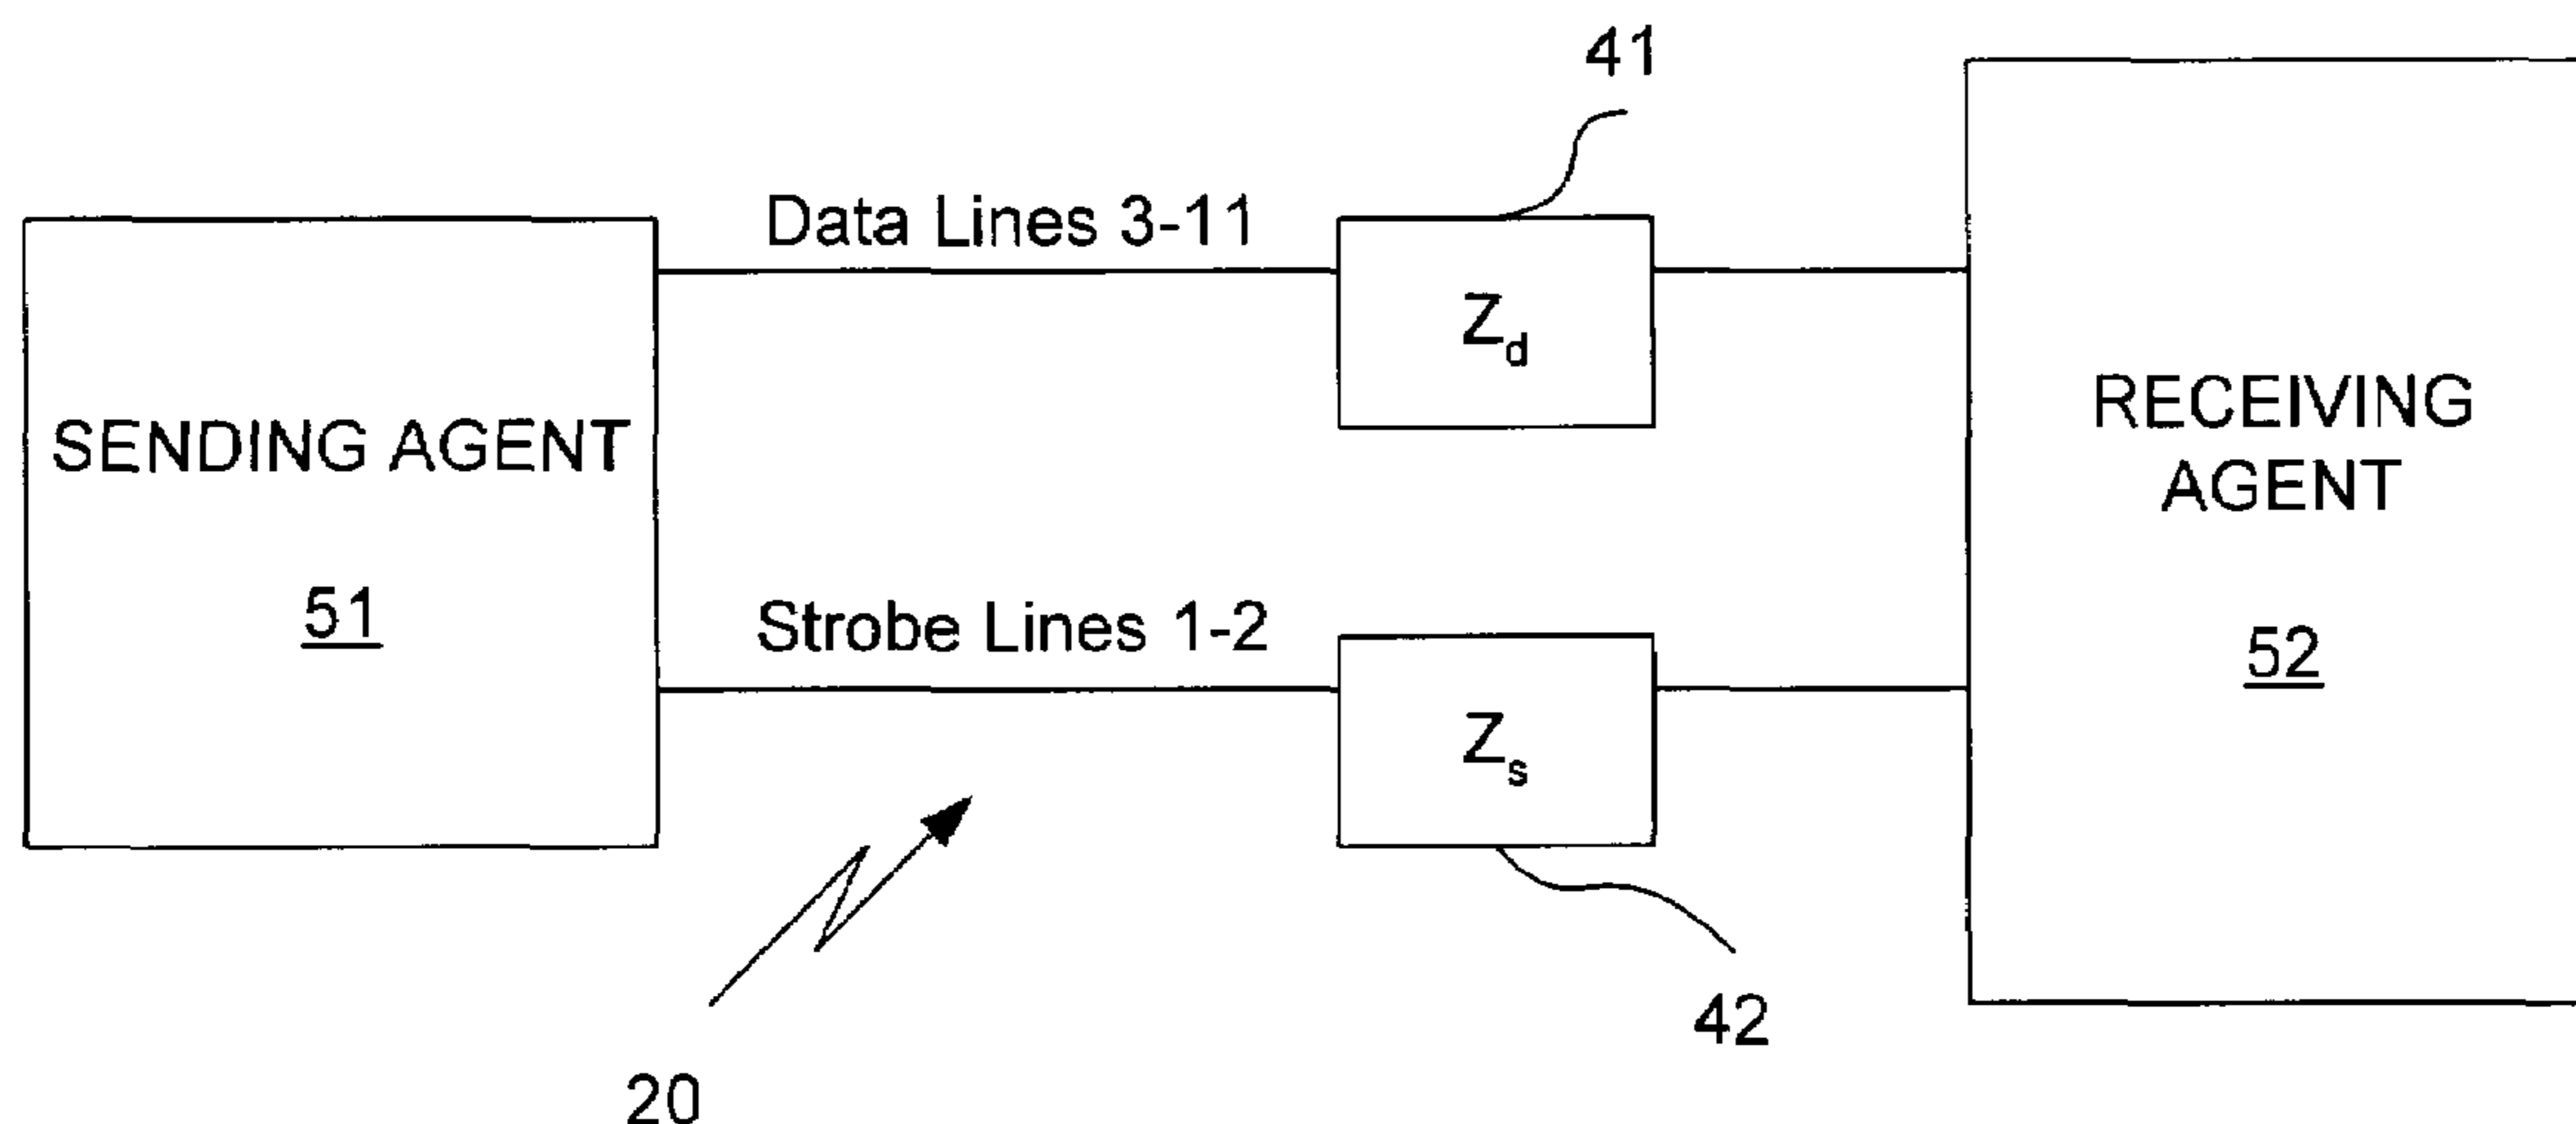 41
Data Lines 3-11
Zd
SENDING AGENT
51
RECEIVING
AGENT
52
Strobe Lines 1-2
Zs
42
20